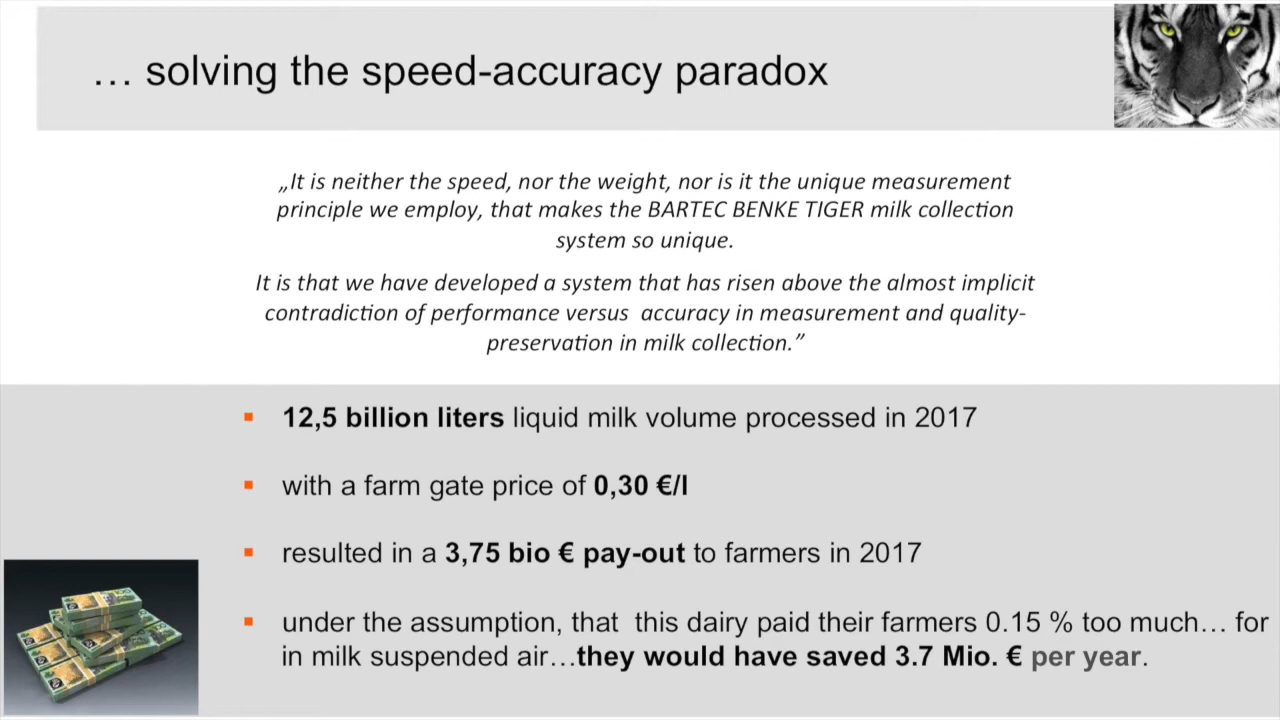 … solving the speed-accuracy paradox
„It is neither the speed, nor the weight, nor is it the unique measurement
principle we employ, that makes the BARTEC BENKE TIGER milk collection
system so unique.
It is that we have developed a system that has risen above the almost implicit
contradiction of performance versus accuracy in measurement and quality-
preservation in milk collection.”
▪ 12,5 billion liters liquid milk volume processed in 2017
▪ with a farm gate price of 0,30 €/l
▪ resulted in a 3,75 bio € pay-out to farmers in 2017
▪ under the assumption, that this dairy paid their farmers 0.15 % too much… for
in milk suspended air…they would have saved 3.7 Mio. € per year.